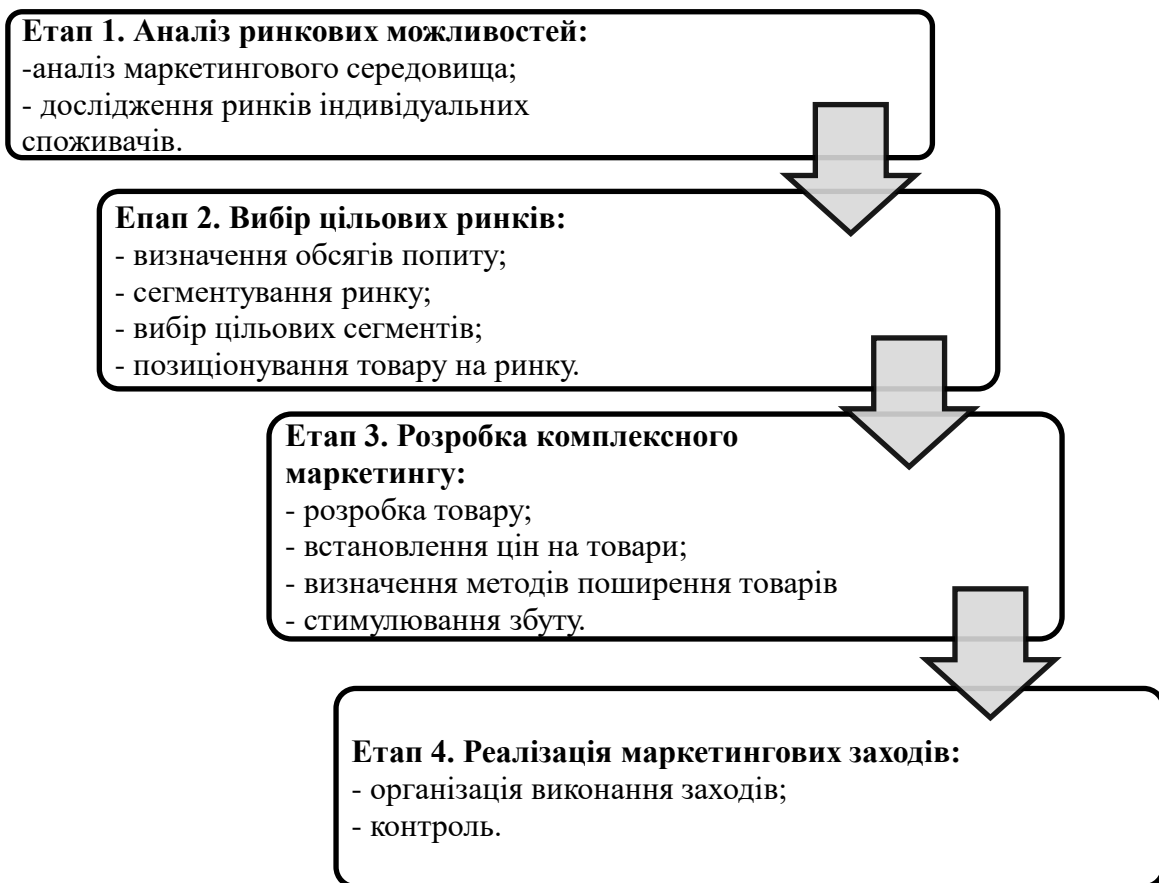 Етап 1. Аналіз ринкових можливостей:
-аналіз маркетингового середовища;
- дослідження ринків індивідуальних
споживачів.
Епап 2. Вибір цільових ринків:
- визначення обсягів попиту;
- сегментування ринку;
- вибір цільових сегментів;
- позиціонування товару на ринку.
Етап 3. Розробка комплексного
маркетингу:
- розробка товару;
- встановлення цін на товари;
- визначення методів поширення товарів
- стимулювання збуту.
Етап 4. Реалізація маркетингових заходів:
- організація виконання заходів;
- контроль.